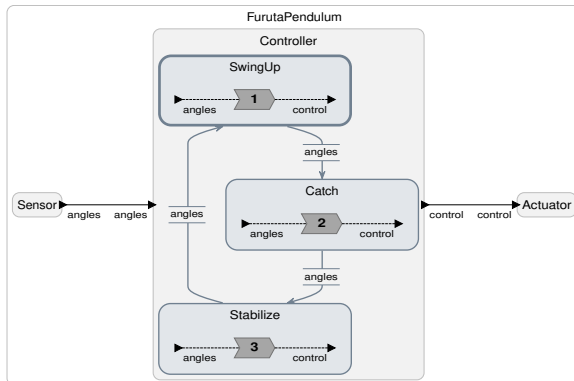 FurutaPendulum
Controller
SwingUp
1
angles control
angles
Sensor
angles angles
angles
Catch
2
angles control
control control
Actuator
angles
Stabilize
3
angles control